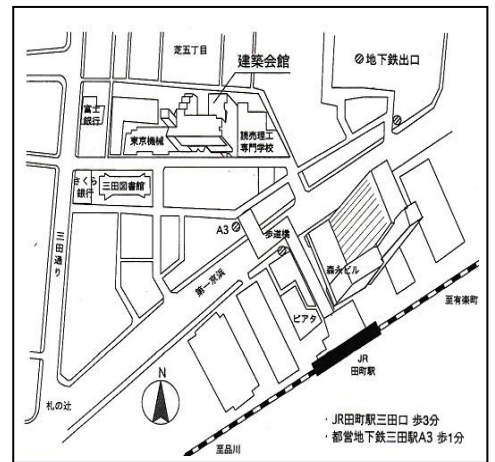 芝五丁目
建築会館
地下鉄出口
富士
銀行
東京機械
読売理工
専門学校
さくら
銀行
三田図書館
三田通り
A3
歩道橋
第一京浜
森永ビル
ピアタ
至有楽町
JR
田町駅
N
札の辻
至品川
・JR田町駅三田口 歩3分
・都営地下鉄三田駅A3 歩1分